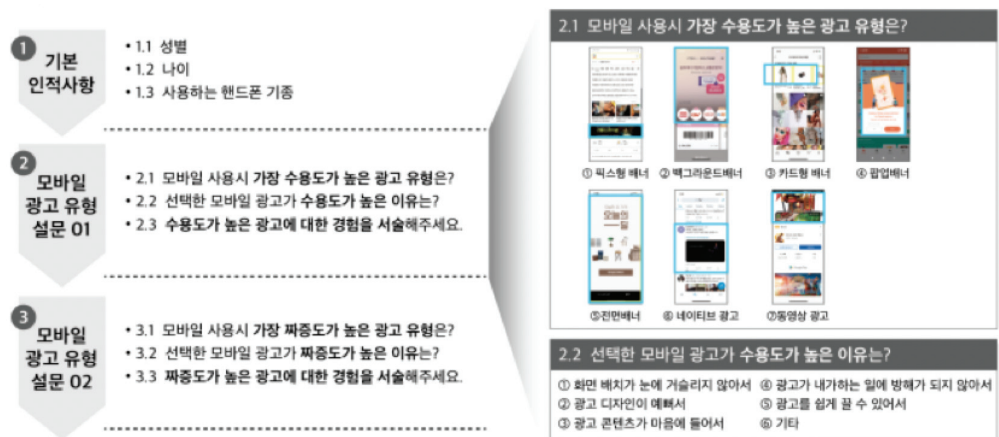 1
기본
인적사항
• 1.1 성별
• 1.2 나이
• 1.3 사용하는 핸드폰 기종
2
모바일
광고 유형
설문 01
• 2.1 모바일 사용시 가장 수용도가 높은 광고 유형은?
• 2.2 선택한 모바일 광고가 수용도가 높은 이유는?
• 2.3 수용도가 높은 광고에 대한 경험을 서술해주세요.
3
모바일
광고 유형
설문 02
• 3.1 모바일 사용시 가장 짜증도가 높은 광고 유형은?
• 3.2 선택한 모바일 광고가 짜증도가 높은 이유는?
• 3.3 짜증도가 높은 광고에 대한 경험을 서술해주세요.
2.1 모바일 사용시 가장 수용도가 높은 광고 유형은?
① 픽스형 배너 ② 백그라운드배너 ③ 카드형 배너 ④ 팝업배너
오늘의
⑤전면배너 ⑥ 네이티브 광고 ⑦동영상 광고
2.2 선택한 모바일 광고가 수용도가 높은 이유는?
① 화면 배치가 눈에 거슬리지 않아서 ④ 광고가 내가하는 일에 방해가 되지 않아서
② 광고 디자인이 예뻐서 ⑤ 광고를 쉽게 끌 수 있어서
③ 광고 콘텐츠가 마음에 들어서 ⑥ 기타